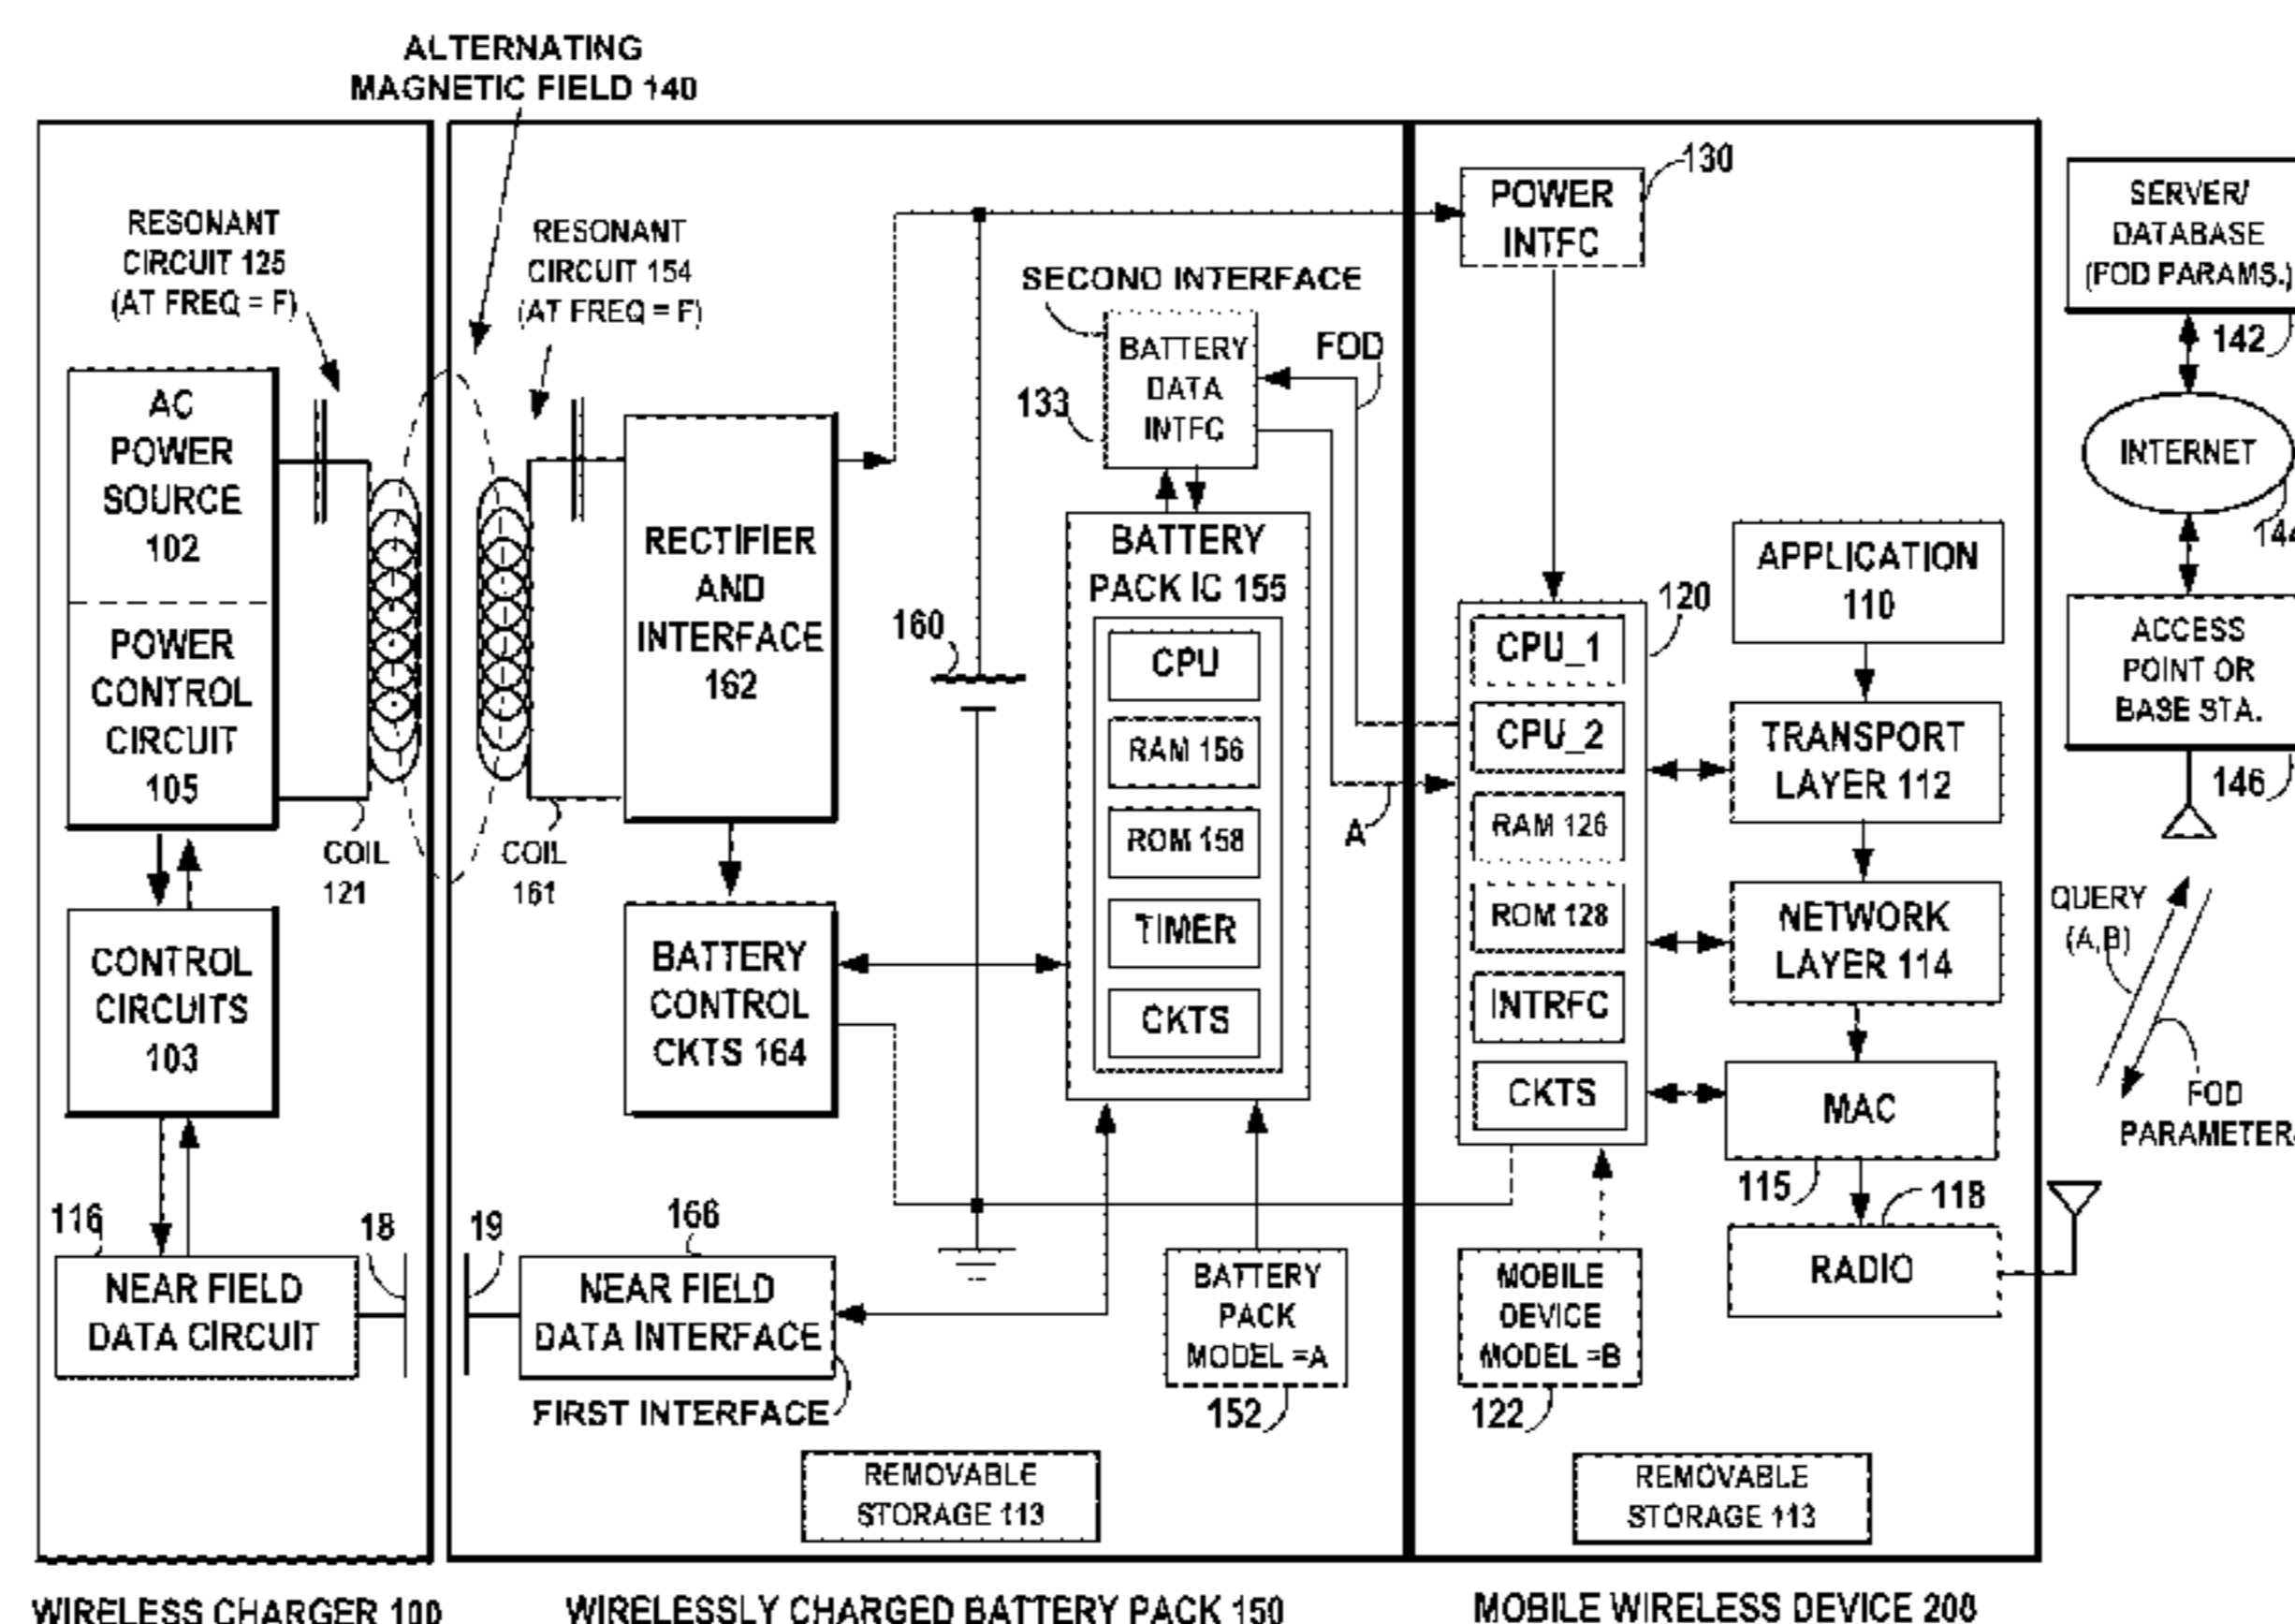 ALTERNATING
MAGNETIC FIELD 140
RESONANT
CIRCUIT 125
(AT FREQ = F)
AC
POWER
SOURCE
102
POWER
CONTROL
CIRCUIT
105
COIL
121
CONTROL
CIRCUITS
103
116
NEAR FIELD
DATA CIRCUIT
18
WIRELESS CHARGER 100
RESONANT
CIRCUIT 154
(AT FREQ = F)
COIL
161
RECTIFIER
AND
INTERFACE
162
BATTERY
CONTROL
CKTS 164
19
166
NEAR FIELD
DATA INTERFACE
FIRST INTERFACE
160
SECOND INTERFACE
BATTERY
DATA
INTFC
133
FOD
BATTERY
PACK IC 155
CPU
RAM 156
ROM 158
TIMER
CKTS
A
BATTERY
PACK
MODEL =A
152
REMOVABLE
STORAGE 113
WIRELESSLY CHARGED BATTERY PACK 150
POWER
INTFC
130
120
CPU_1
CPU_2
RAM 126
ROM 128
INTRFC
CKTS
MOBILE
DEVICE
MODEL =B
122
APPLICATION
110
TRANSPORT
LAYER 112
NETWORK
LAYER 114
MAC
115
118
RADIO
REMOVABLE
STORAGE 113
MOBILE WIRELESS DEVICE 200
SERVER/
DATABASE
(FOD PARAMS.)
142
INTERNET
ACCESS
POINT OR
BASE STA.
146
QUERY
(A,B)
FOD